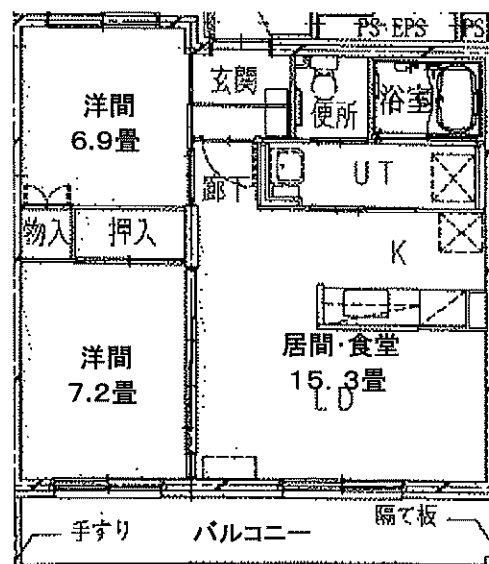 PS・EPS
PS
玄関
便所
浴室
洋間
6.9畳
廊下
UT
物入
押入
K
洋間
7.2畳
居間・食堂
15.3畳
LD
手すり
バルコニー
隔て板